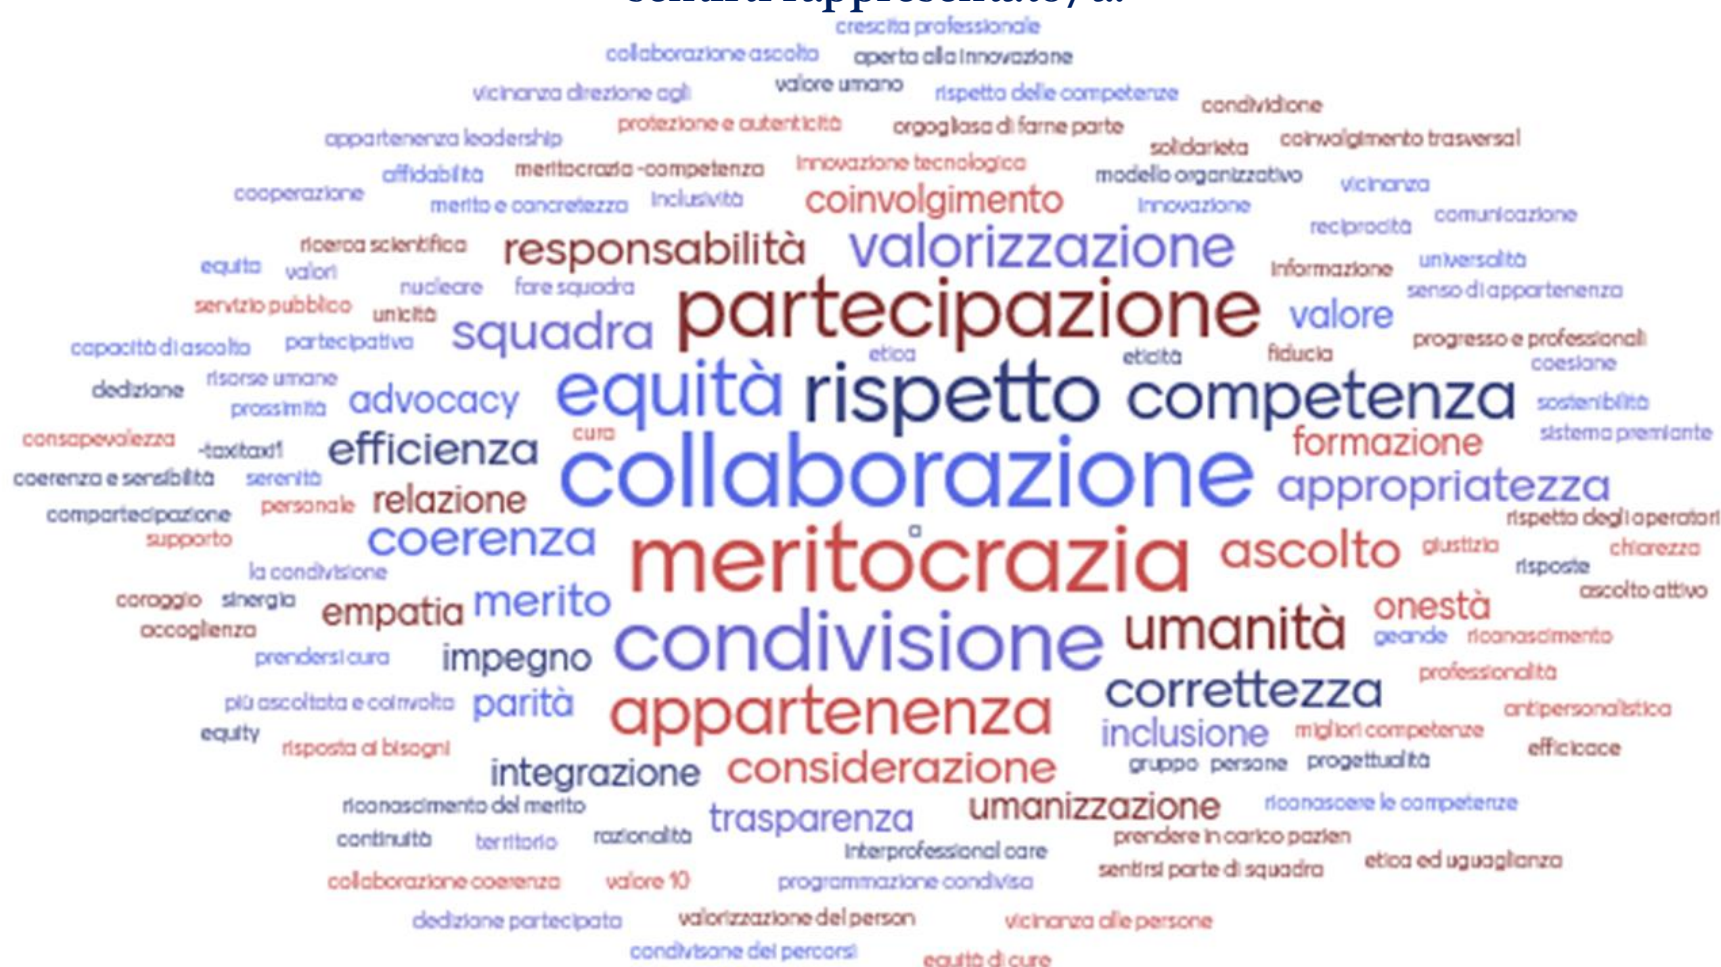 sentirti rappresentato/a.
crescita professionale
collaborazione ascolto aperta alla innovazione
vicinanza direzione agli valore umano rispetto delle competenze condividione
appartenenza leadership protezione e autenticità orgogliosa di farne parte solidarieta coinvolgimento trasversal
affidabilità meritocrazia -competenza innovazione tecnologica modello organizzativo vicinanza
cooperazione merito e concretezza inclusività coinvolgimento innovazione reciprocità comunicazione
ricerca scientifica responsabilità valorizzazione informazione universalità
equita valori nucleare fare squadra senso di appartenenza
servizio pubblico unicità squadra partecipazione valore progresso e professionali
capacità di ascolto partecipativa etica eticità fiducia coesione
dedizione risorse umane prossimità advocacy equità rispetto competenza sostenibilità
consapevolezza -taxitaxi1 efficienza cura formazione sistema premiante
coerenza e sensibilità serenità collaborazione appropriatezza
compartecipazione personale relazione rispetto degli operatori
supporto coerenza a meritocrazia ascolto giustizia chiarezza
la condivisione risposte
coraggio sinergia empatia merito onestà ascolto attivo
accoglienza umanità geande riconoscimento
prendersi cura impegno condivisione professionalità
più ascoltata e coinvolta parità appartenenza correttezza antipersonalistica
equity risposta ai bisogni inclusione migliori competenze efficicace
integrazione considerazione gruppo persone progettualità
riconoscimento del merito trasparenza umanizzazione riconoscere le competenze
continuità territorio razionalità interprofessional care prendere in carico pazien
collaborazione coerenza valore 10 programmazione condivisa sentirsi parte di squadra etica ed uguaglianza
dedizione partecipata valorizzazione del person vicinanza alle persone
condivisone dei percorsi equità di cure